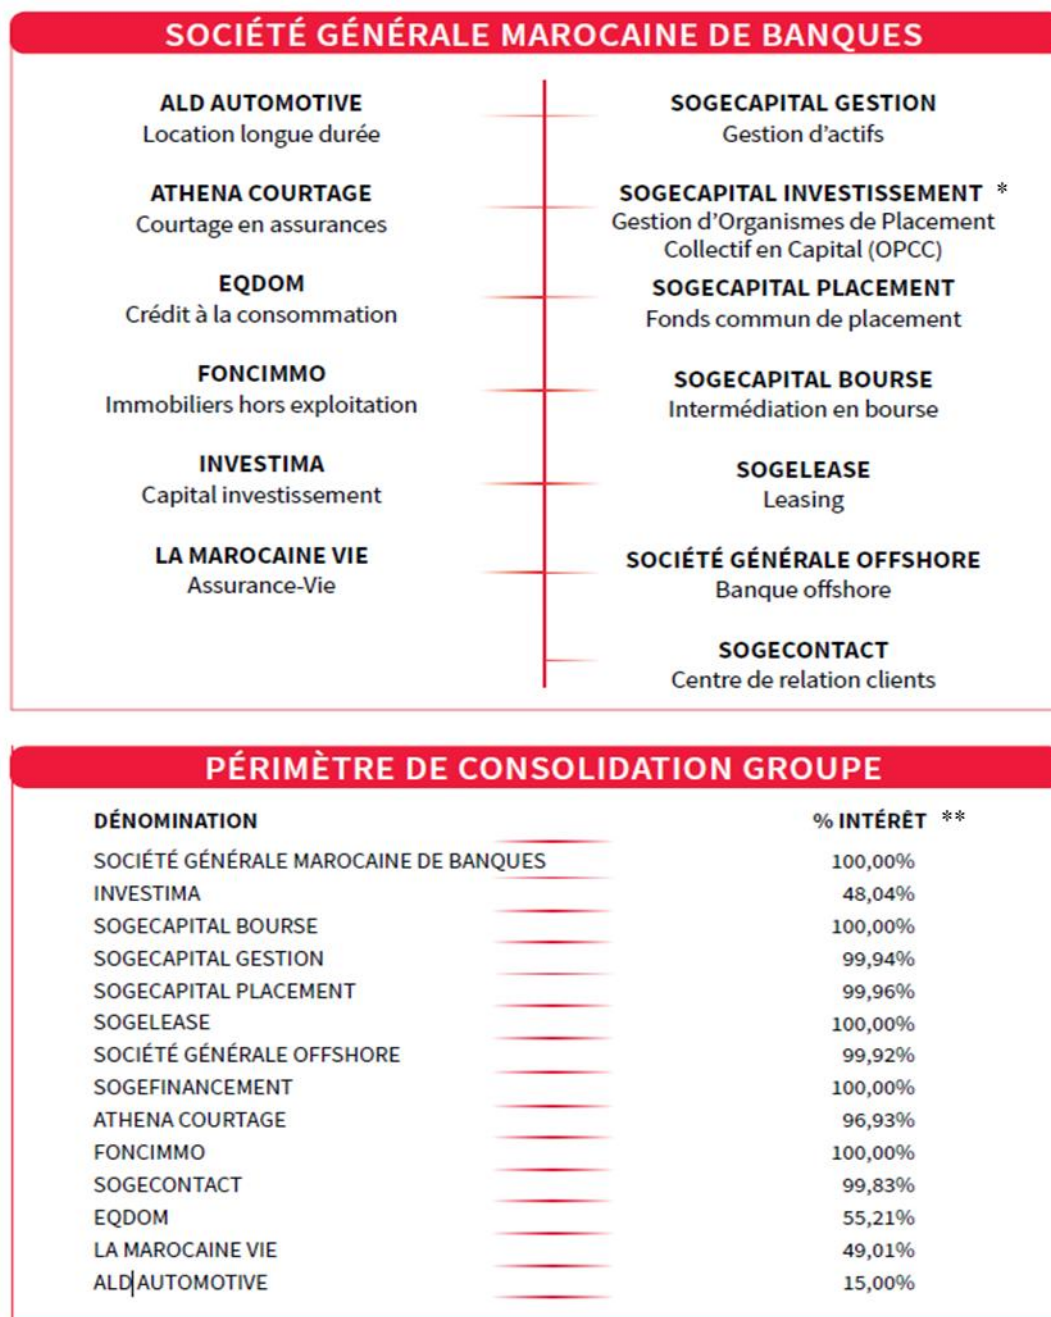 SOCIÉTÉ GÉNÉRALE MAROCAINE DE BANQUES
ALD AUTOMOTIVE
Location longue durée
ATHENA COURTAGE
Courtage en assurances
EQDOM
Crédit à la consommation
FONCIMMO
Immobiliers hors exploitation
INVESTIMA
Capital investissement
LA MAROCAINE VIE
Assurance-Vie
SOGECAPITAL GESTION
Gestion d'actifs
SOGECAPITAL INVESTISSEMENT *
Gestion d'Organismes de Placement
Collectif en Capital (OPCC)
SOGECAPITAL PLACEMENT
Fonds commun de placement
SOGECAPITAL BOURSE
Intermédiation en bourse
SOGELEASE
Leasing
SOCIÉTÉ GÉNÉRALE OFFSHORE
Banque offshore
SOGECONTACT
Centre de relation clients
PÉRIMÈTRE DE CONSOLIDATION GROUPE
DÉNOMINATION % INTÉRÊT **
SOCIÉTÉ GÉNÉRALE MAROCAINE DE BANQUES 100,00%
INVESTIMA 48,04%
SOGECAPITAL BOURSE 100,00%
SOGECAPITAL GESTION 99,94%
SOGECAPITAL PLACEMENT 99,96%
SOGELEASE 100,00%
SOCIÉTÉ GÉNÉRALE OFFSHORE 99,92%
SOGEFINANCEMENT 100,00%
ATHENA COURTAGE 96,93%
FONCIMMO 100,00%
SOGECONTACT 99,83%
EQDOM 55,21%
LA MAROCAINE VIE 49,01%
ALD AUTOMOTIVE 15,00%